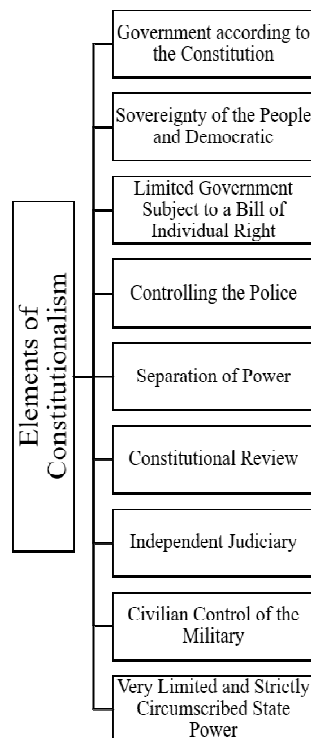 Elements of
Constitutionalism
Government according to
the Constitution
Sovereignty of the People
and Democratic
Limited Government
Subject to a Bill of
Individual Right
Controlling the Police
Separation of Power
Constitutional Review
Independent Judiciary
Civilian Control of the
Military
Very Limited and Strictly
Circumscribed State
Power